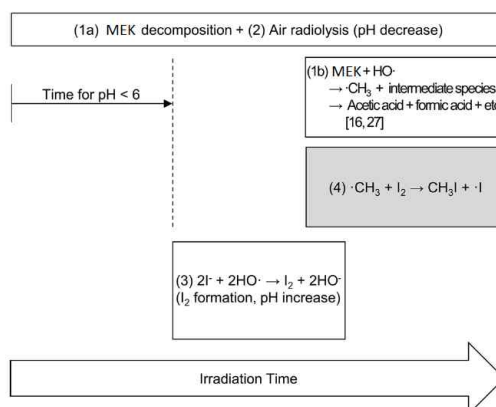 (1a) MEK decomposition + (2) Air radiolysis (pH decrease)
Time for pH < 6
(1b) MEK + HO·
→ ·CH₃ + intermediate species
→ Acetic acid + formic acid + etc
[16, 27]
(4) ·CH₃ + I₂ → CH₃I + ·I
(3) 2I⁻ + 2HO· → I₂ + 2HO⁻
(I₂ formation, pH increase)
Irradiation Time